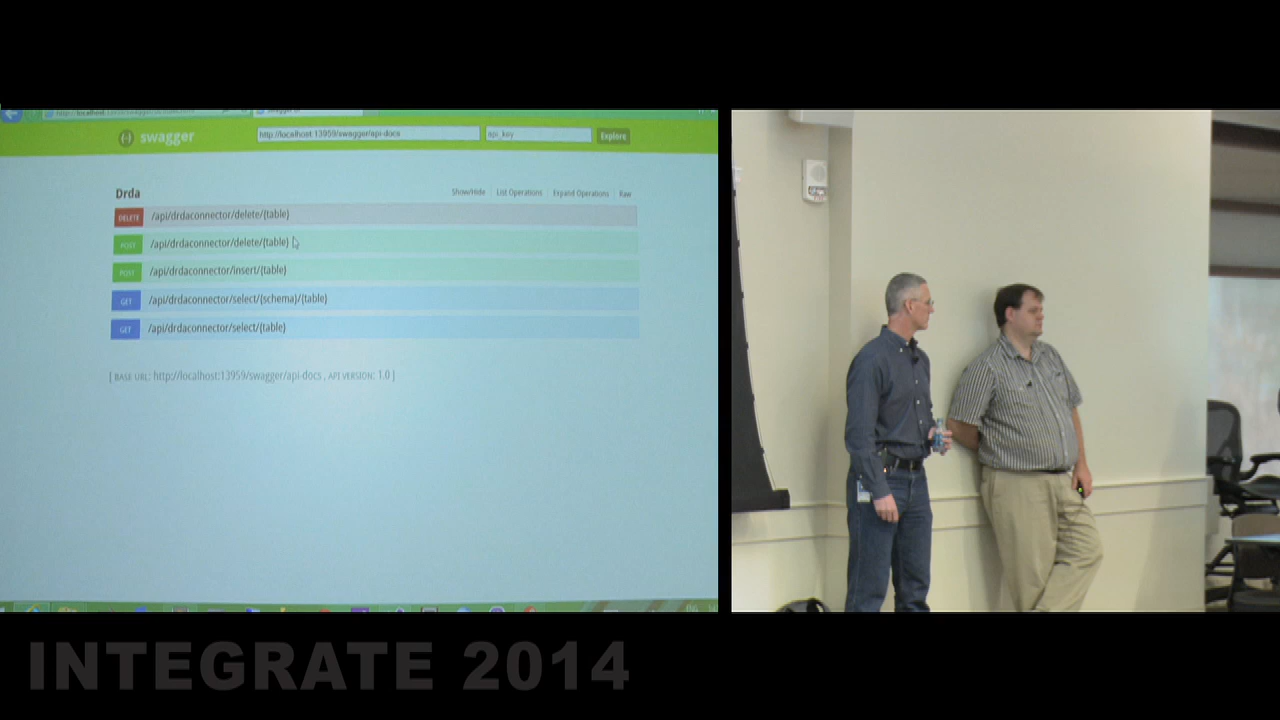 swagger
http://localhost:13959/swagger/api-docs
api_key
Explore
Drda
Show/Hide
List Operations
Expand Operations
Raw
DELETE /api/drdaconnector/delete/{table}
POST /api/drdaconnector/delete/{table}
POST /api/drdaconnector/insert/{table}
GET /api/drdaconnector/select/{schema}/{table}
GET /api/drdaconnector/select/{table}
[ BASE URL: http://localhost:13959/swagger/api-docs , API VERSION: 1.0 ]
INTEGRATE 2014